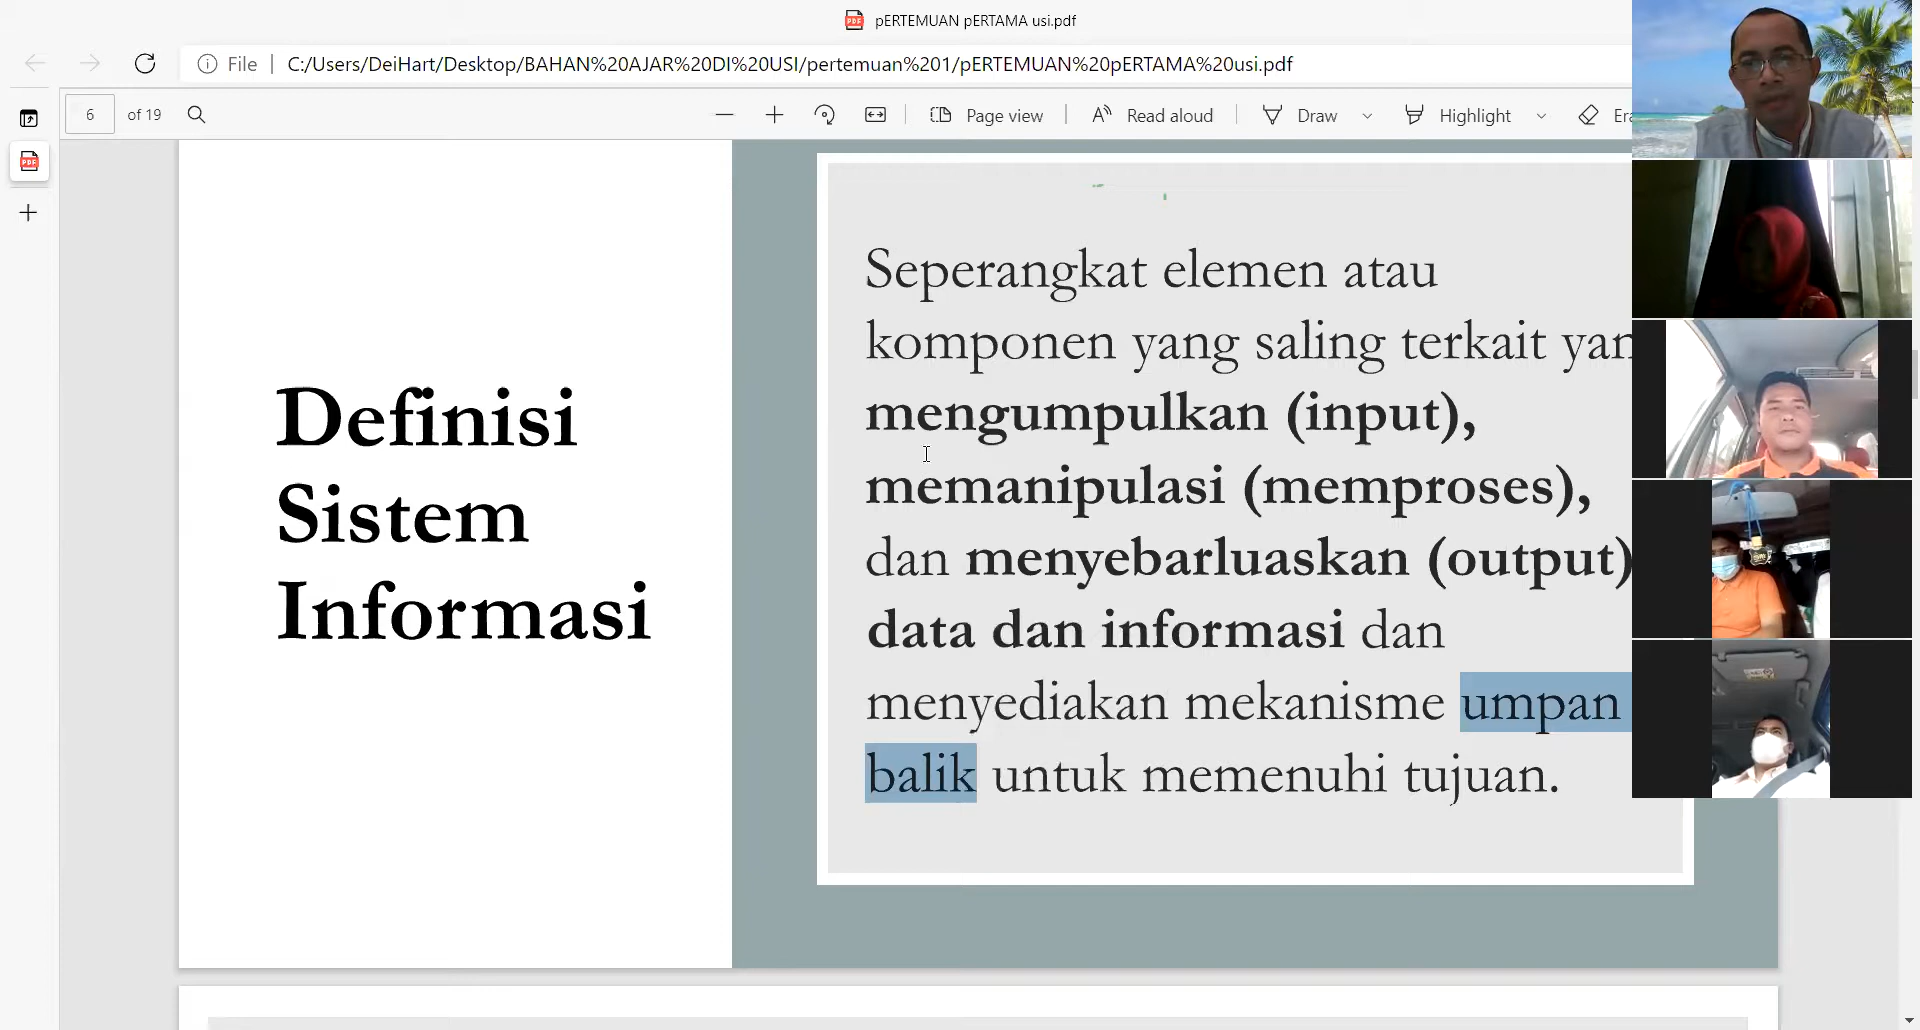 pERTEMUAN pERTAMA usi.pdf
File
C:/Users/DeiHart/Desktop/BAHAN%20AJAR%20DI%20USI/pertemuan%201/pERTEMUAN%20pERTAMA%20usi.pdf
6 of 19
Page view
Read aloud
Draw
Highlight
Era
Definisi
Sistem
Informasi
Seperangkat elemen atau
komponen yang saling terkait yan
mengumpulkan (input),
memanipulasi (memproses),
dan menyebarluaskan (output)
data dan informasi dan
menyediakan mekanisme umpan
balik untuk memenuhi tujuan.